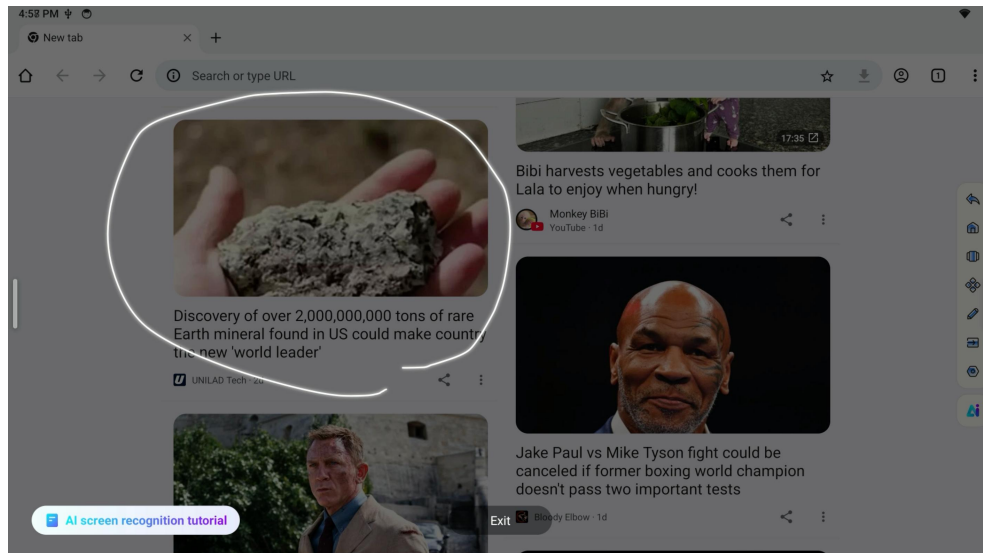 4:58 PM
New tab
Search or type URL
1
Discovery of over 2,000,000,000 tons of rare
Earth mineral found in US could make country
the new 'world leader'
UNILAD Tech · 2d
17:35
Bibi harvests vegetables and cooks them for
Lala to enjoy when hungry!
Monkey BiBi
YouTube · 1d
Jake Paul vs Mike Tyson fight could be
canceled if former boxing world champion
doesn't pass two important tests
Bloody Elbow · 1d
AI screen recognition tutorial
Exit
Ai